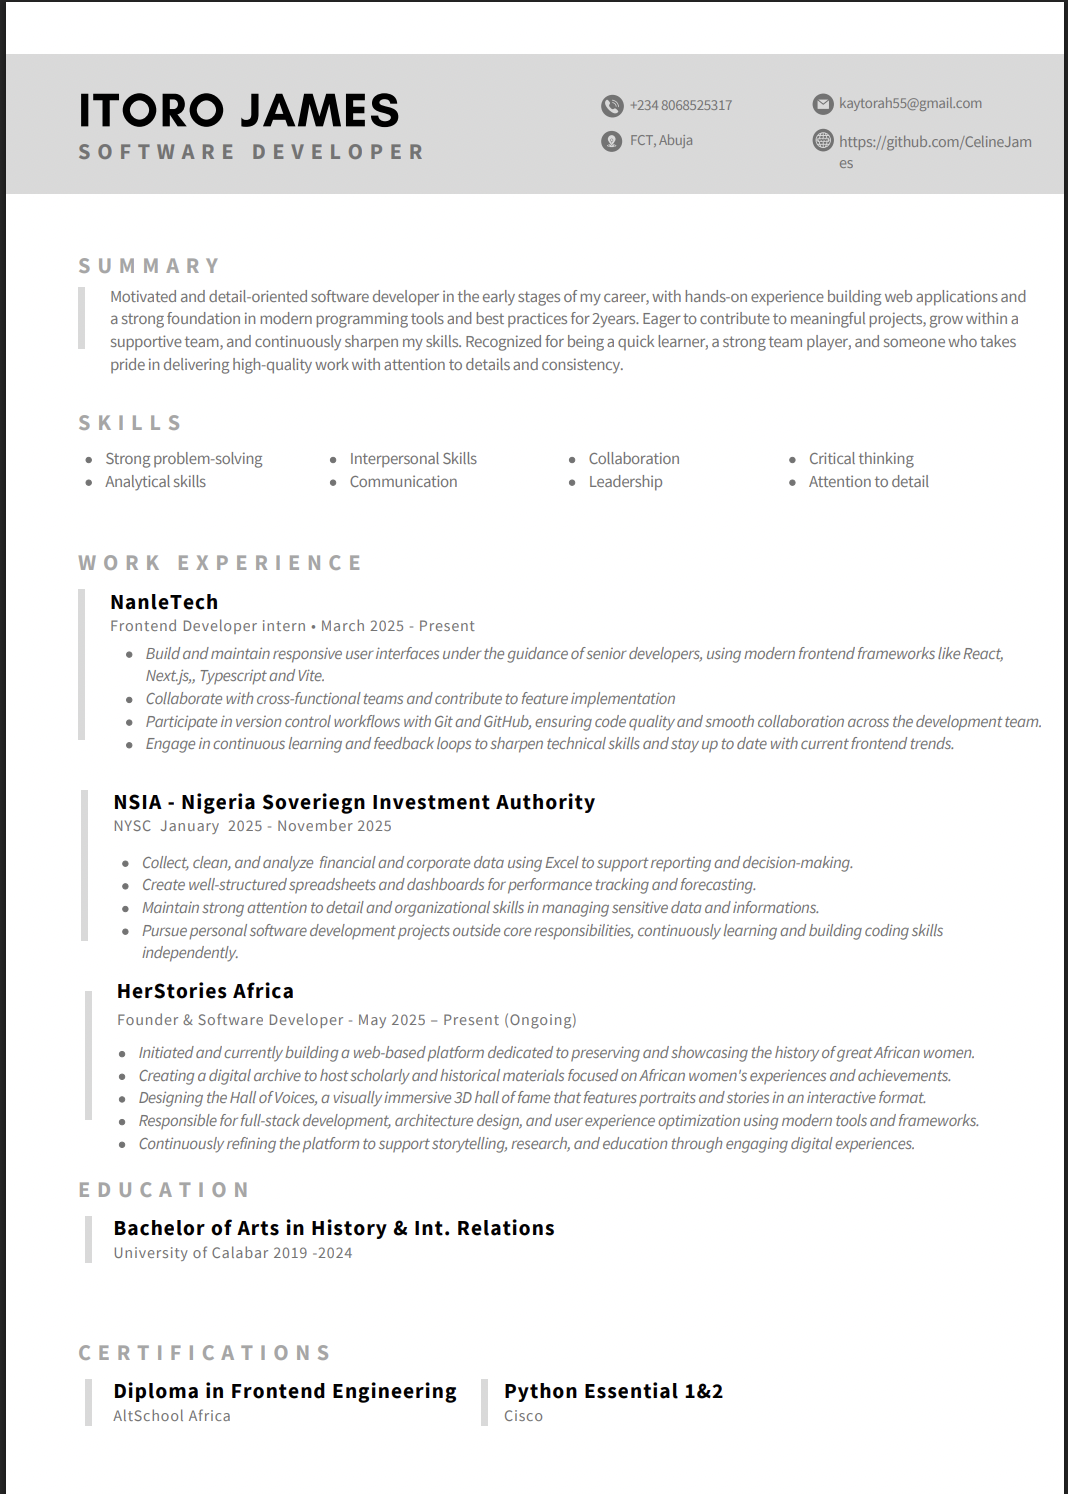 ITORO JAMES
SOFTWARE DEVELOPER
+234 8068525317
FCT, Abuja
kaytorah55@gmail.com
https://github.com/CelineJam
es
SUMMARY
Motivated and detail-oriented software developer in the early stages of my career, with hands-on experience building web applications and
a strong foundation in modern programming tools and best practices for 2years. Eager to contribute to meaningful projects, grow within a
supportive team, and continuously sharpen my skills. Recognized for being a quick learner, a strong team player, and someone who takes
pride in delivering high-quality work with attention to details and consistency.
SKILLS
● Strong problem-solving
● Analytical skills
● Interpersonal Skills
● Communication
● Collaboration
● Leadership
● Critical thinking
● Attention to detail
WORK EXPERIENCE
NanleTech
Frontend Developer intern • March 2025 - Present
● Build and maintain responsive user interfaces under the guidance of senior developers, using modern frontend frameworks like React,
Next.js,, Typescript and Vite.
● Collaborate with cross-functional teams and contribute to feature implementation
● Participate in version control workflows with Git and GitHub, ensuring code quality and smooth collaboration across the development team.
● Engage in continuous learning and feedback loops to sharpen technical skills and stay up to date with current frontend trends.
NSIA - Nigeria Soveriegn Investment Authority
NYSC January 2025 - November 2025
● Collect, clean, and analyze financial and corporate data using Excel to support reporting and decision-making.
● Create well-structured spreadsheets and dashboards for performance tracking and forecasting.
● Maintain strong attention to detail and organizational skills in managing sensitive data and informations.
● Pursue personal software development projects outside core responsibilities, continuously learning and building coding skills
independently.
HerStories Africa
Founder & Software Developer - May 2025 – Present (Ongoing)
● Initiated and currently building a web-based platform dedicated to preserving and showcasing the history of great African women.
● Creating a digital archive to host scholarly and historical materials focused on African women's experiences and achievements.
● Designing the Hall of Voices, a visually immersive 3D hall of fame that features portraits and stories in an interactive format.
● Responsible for full-stack development, architecture design, and user experience optimization using modern tools and frameworks.
● Continuously refining the platform to support storytelling, research, and education through engaging digital experiences.
EDUCATION
Bachelor of Arts in History & Int. Relations
University of Calabar 2019 -2024
CERTIFICATIONS
Diploma in Frontend Engineering
AltSchool Africa
Python Essential 1&2
Cisco